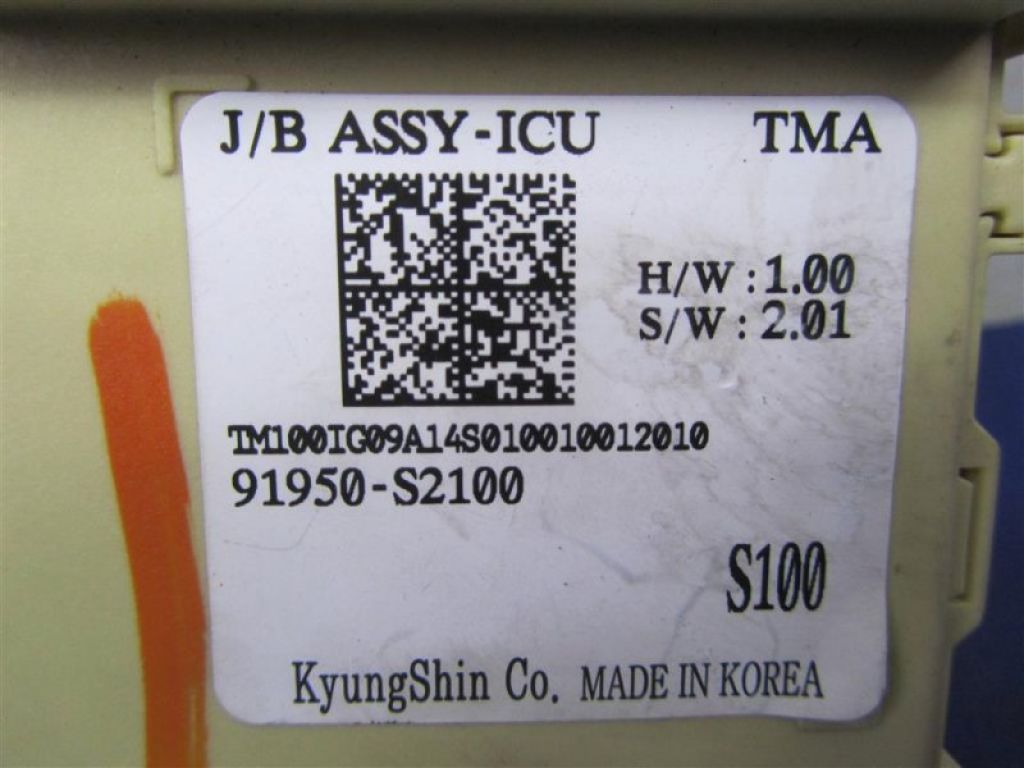 J/B ASSY-ICU TMA
H/W : 1.00
S/W : 2.01
TM100IG09A14S010010012010
91950-S2100
S100
KyungShin Co. MADE IN KOREA